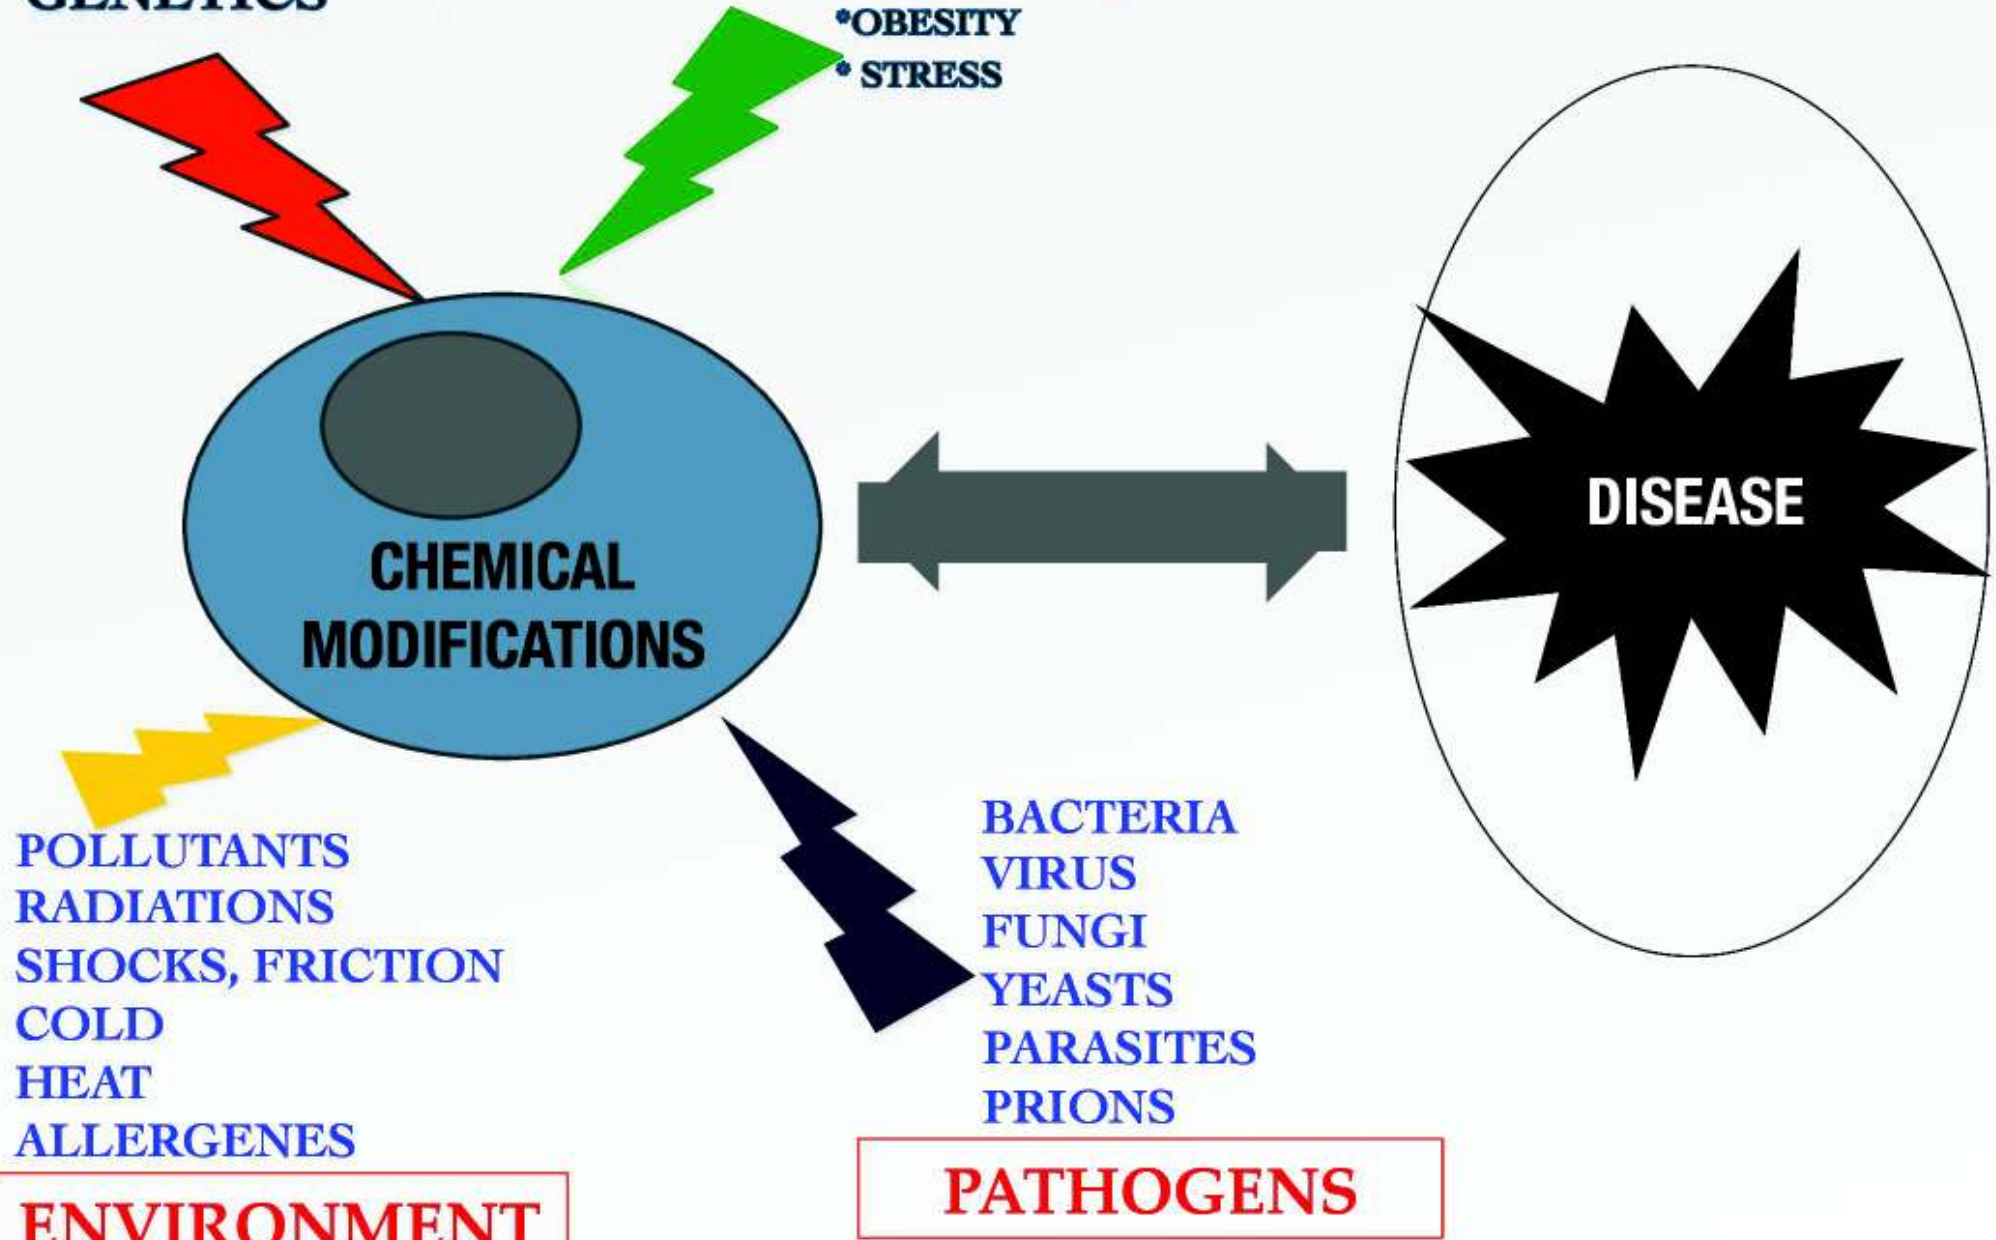 GENETICS
*OBESITY
* STRESS
CHEMICAL
MODIFICATIONS
DISEASE
POLLUTANTS
RADIATIONS
SHOCKS, FRICTION
COLD
HEAT
ALLERGENES
ENVIRONMENT
BACTERIA
VIRUS
FUNGI
YEASTS
PARASITES
PRIONS
PATHOGENS